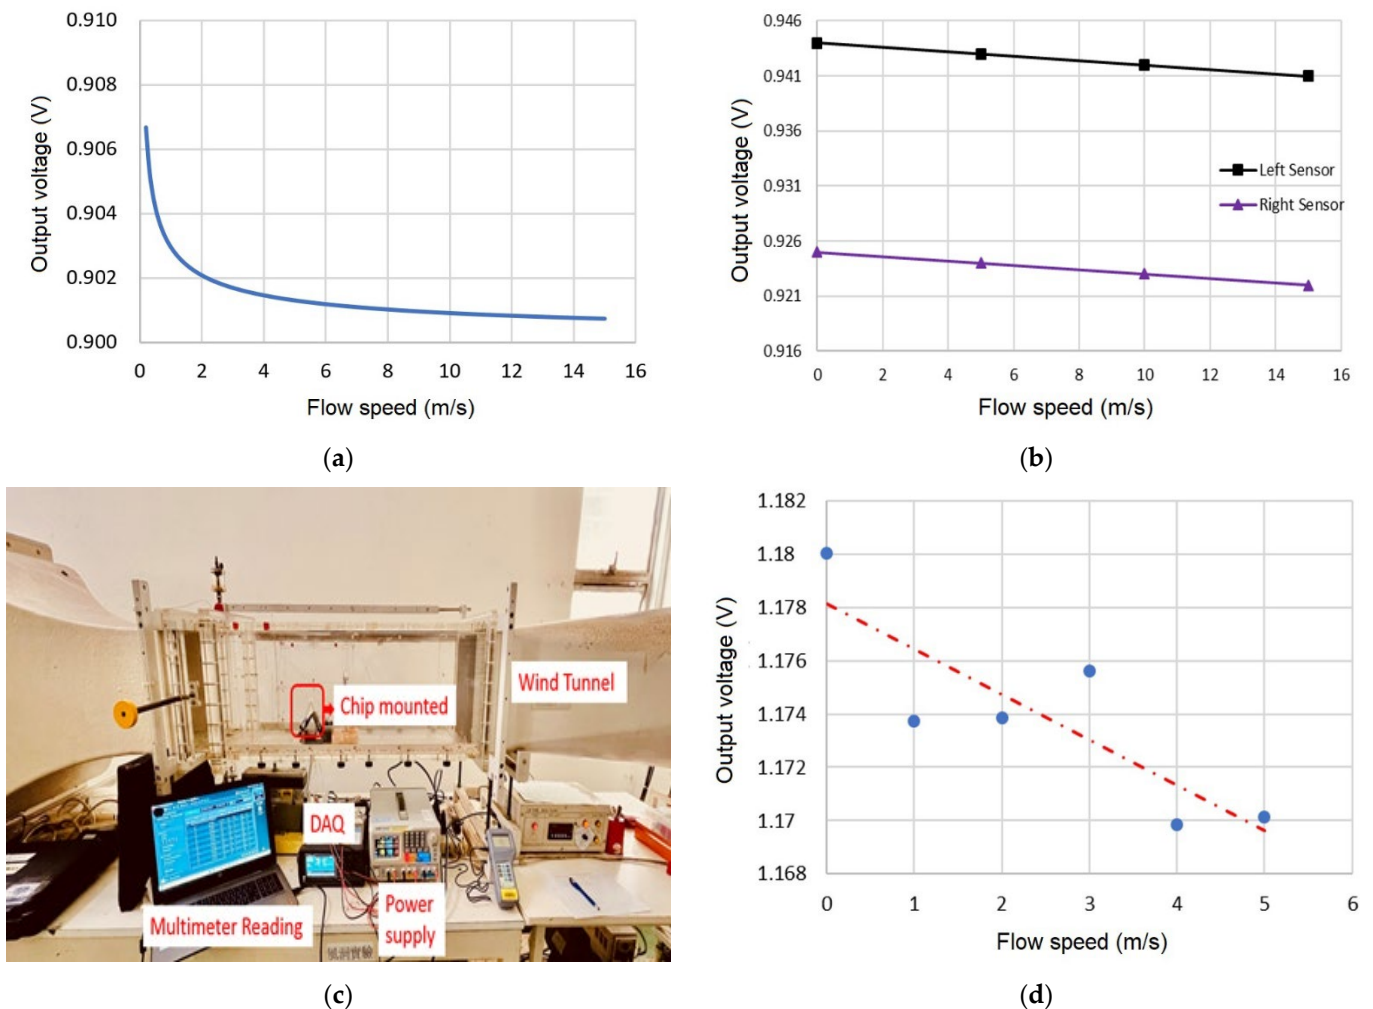 0.910
0.908
0.906
0.904
0.902
0.900
Output voltage (V)
0 2 4 6 8 10 12 14 16
Flow speed (m/s)
(a)
0.946
0.941
0.936
0.931
0.926
0.921
0.916
Output voltage (V)
Left Sensor
Right Sensor
0 2 4 6 8 10 12 14 16
Flow speed (m/s)
(b)
Wind Tunnel
Chip mounted
DAQ
Multimeter Reading
Power
supply
(c)
1.182
1.18
1.178
1.176
1.174
1.172
1.17
1.168
Output voltage (V)
0 1 2 3 4 5 6
Flow speed (m/s)
(d)